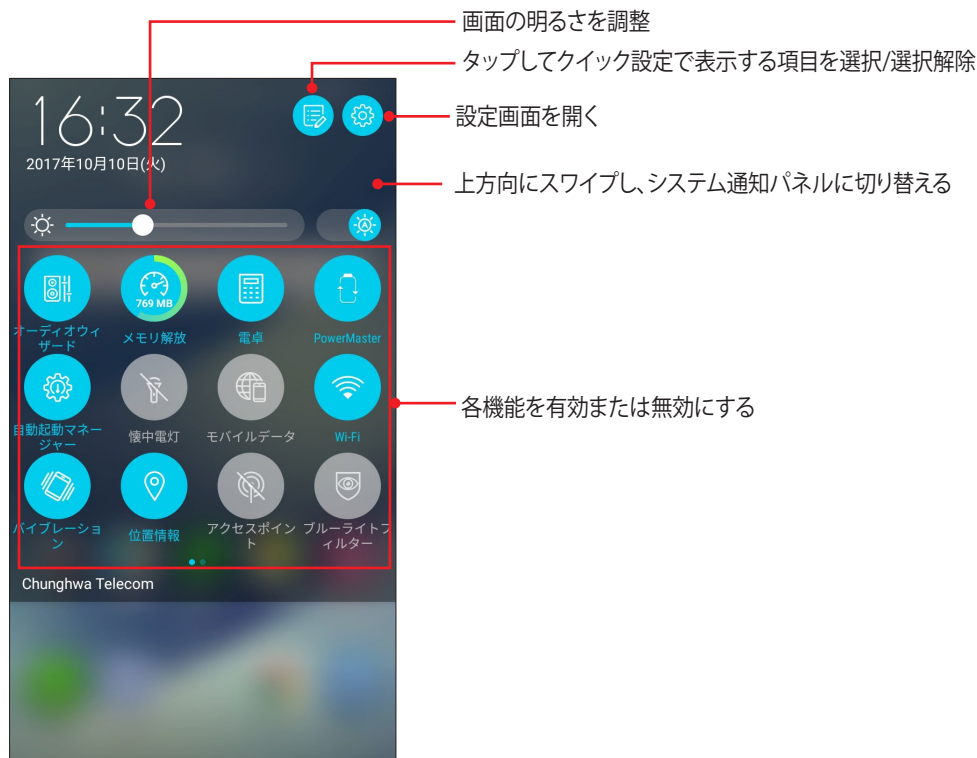 画面の明るさを調整
タップしてクイック設定で表示する項目を選択/選択解除
設定画面を開く
上方向にスワイプし、システム通知パネルに切り替える
16:32
2017年10月10日(火)
A
769 MB
オーディオウィ
ザード
メモリ解放
電卓
PowerMaster
自動起動マネー
ジャー
懐中電灯
モバイルデータ
Wi-Fi
各機能を有効または無効にする
バイブレーショ
ン
位置情報
アクセスポイン
ト
ブルーライトフ
ィルター
Chunghwa Telecom